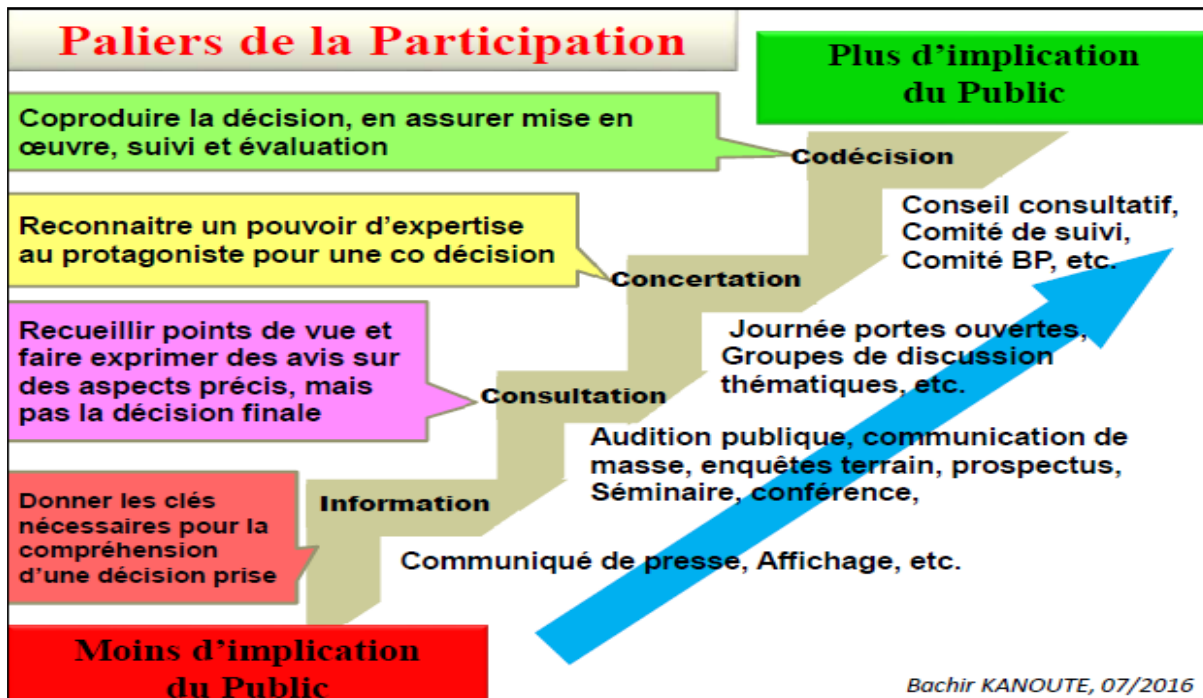 Paliers de la Participation
Plus d’implication
du Public
Coproduire la décision, en assurer mise en
œuvre, suivi et évaluation
Codécision
Reconnaitre un pouvoir d’expertise
au protagoniste pour une co décision
Conseil consultatif,
Comité de suivi,
Comité BP, etc.
Concertation
Recueillir points de vue et
faire exprimer des avis sur
des aspects précis, mais
pas la décision finale
Journée portes ouvertes,
Groupes de discussion
thématiques, etc.
Consultation
Audition publique, communication de
masse, enquêtes terrain, prospectus,
Séminaire, conférence,
Donner les clés
nécessaires pour la
compréhension
d’une décision prise
Information
Communiqué de presse, Affichage, etc.
Moins d’implication
du Public
Bachir KANOUTE, 07/2016